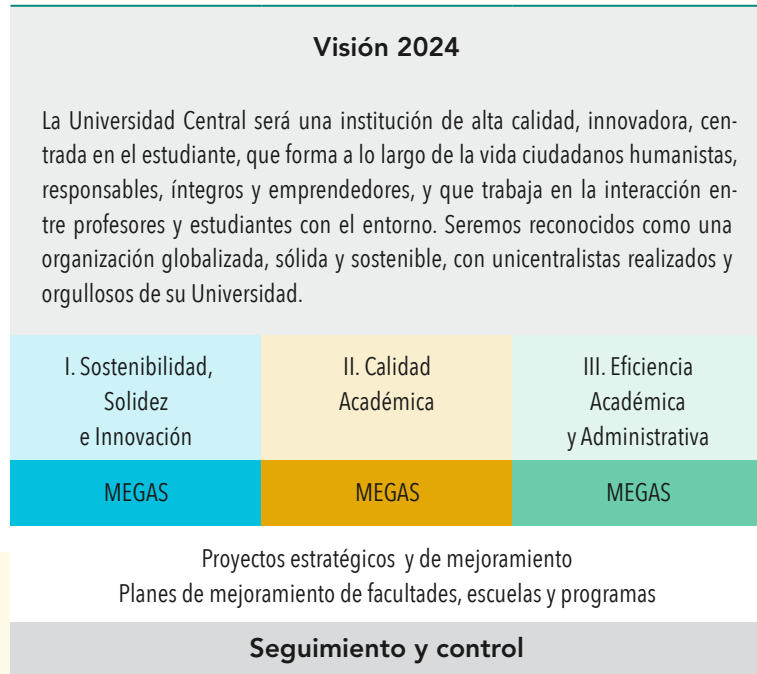 Visión 2024
La Universidad Central será una institución de alta calidad, innovadora, cen-
trada en el estudiante, que forma a lo largo de la vida ciudadanos humanistas,
responsables, íntegros y emprendedores, y que trabaja en la interacción en-
tre profesores y estudiantes con el entorno. Seremos reconocidos como una
organización globalizada, sólida y sostenible, con unicentralistas realizados y
orgullosos de su Universidad.
I. Sostenibilidad,
Solidez
e Innovación
II. Calidad
Académica
III. Eficiencia
Académica
y Administrativa
MEGAS
MEGAS
MEGAS
Proyectos estratégicos y de mejoramiento
Planes de mejoramiento de facultades, escuelas y programas
Seguimiento y control